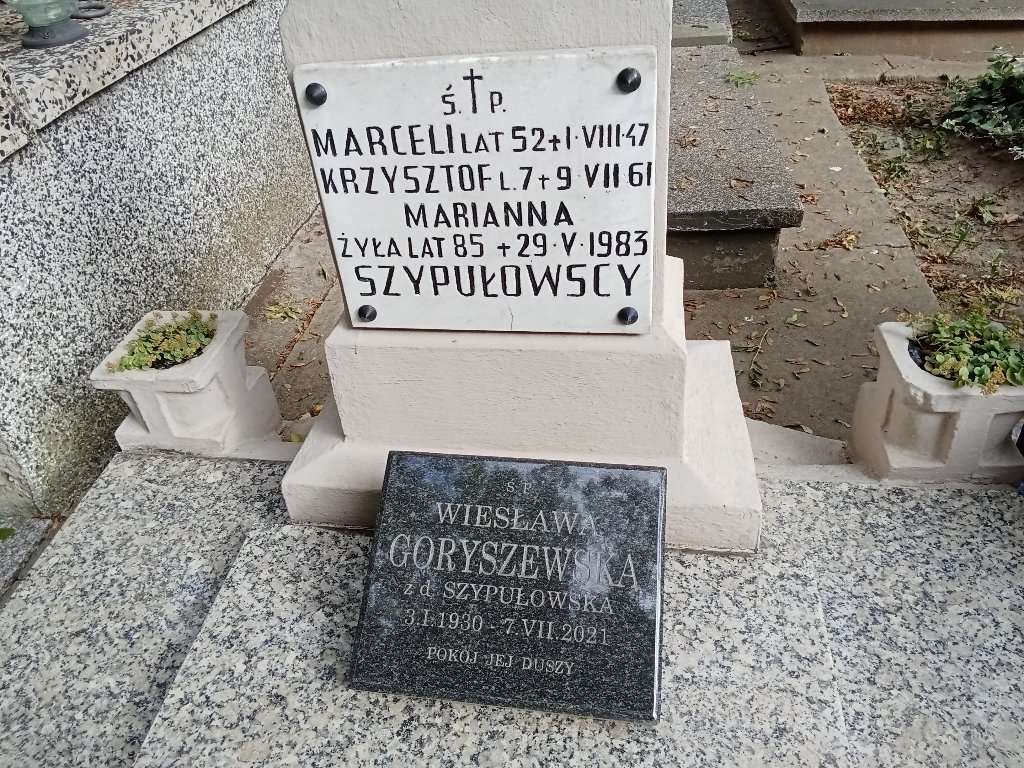 Ś.†P.
MARCELI LAT 52 + I·VIII·47
KRZYSZTOF L.7 + 9·VII 61
MARIANNA
ŻYŁA LAT 85 + 29·V·1983
SZYPUŁOWSCY
Ś.P.
WIESŁAWA
GORYSZEWSKA
z d. SZYPUŁOWSKA
3.I.1930 - 7.VII.2021
POKÓJ JEJ DUSZY